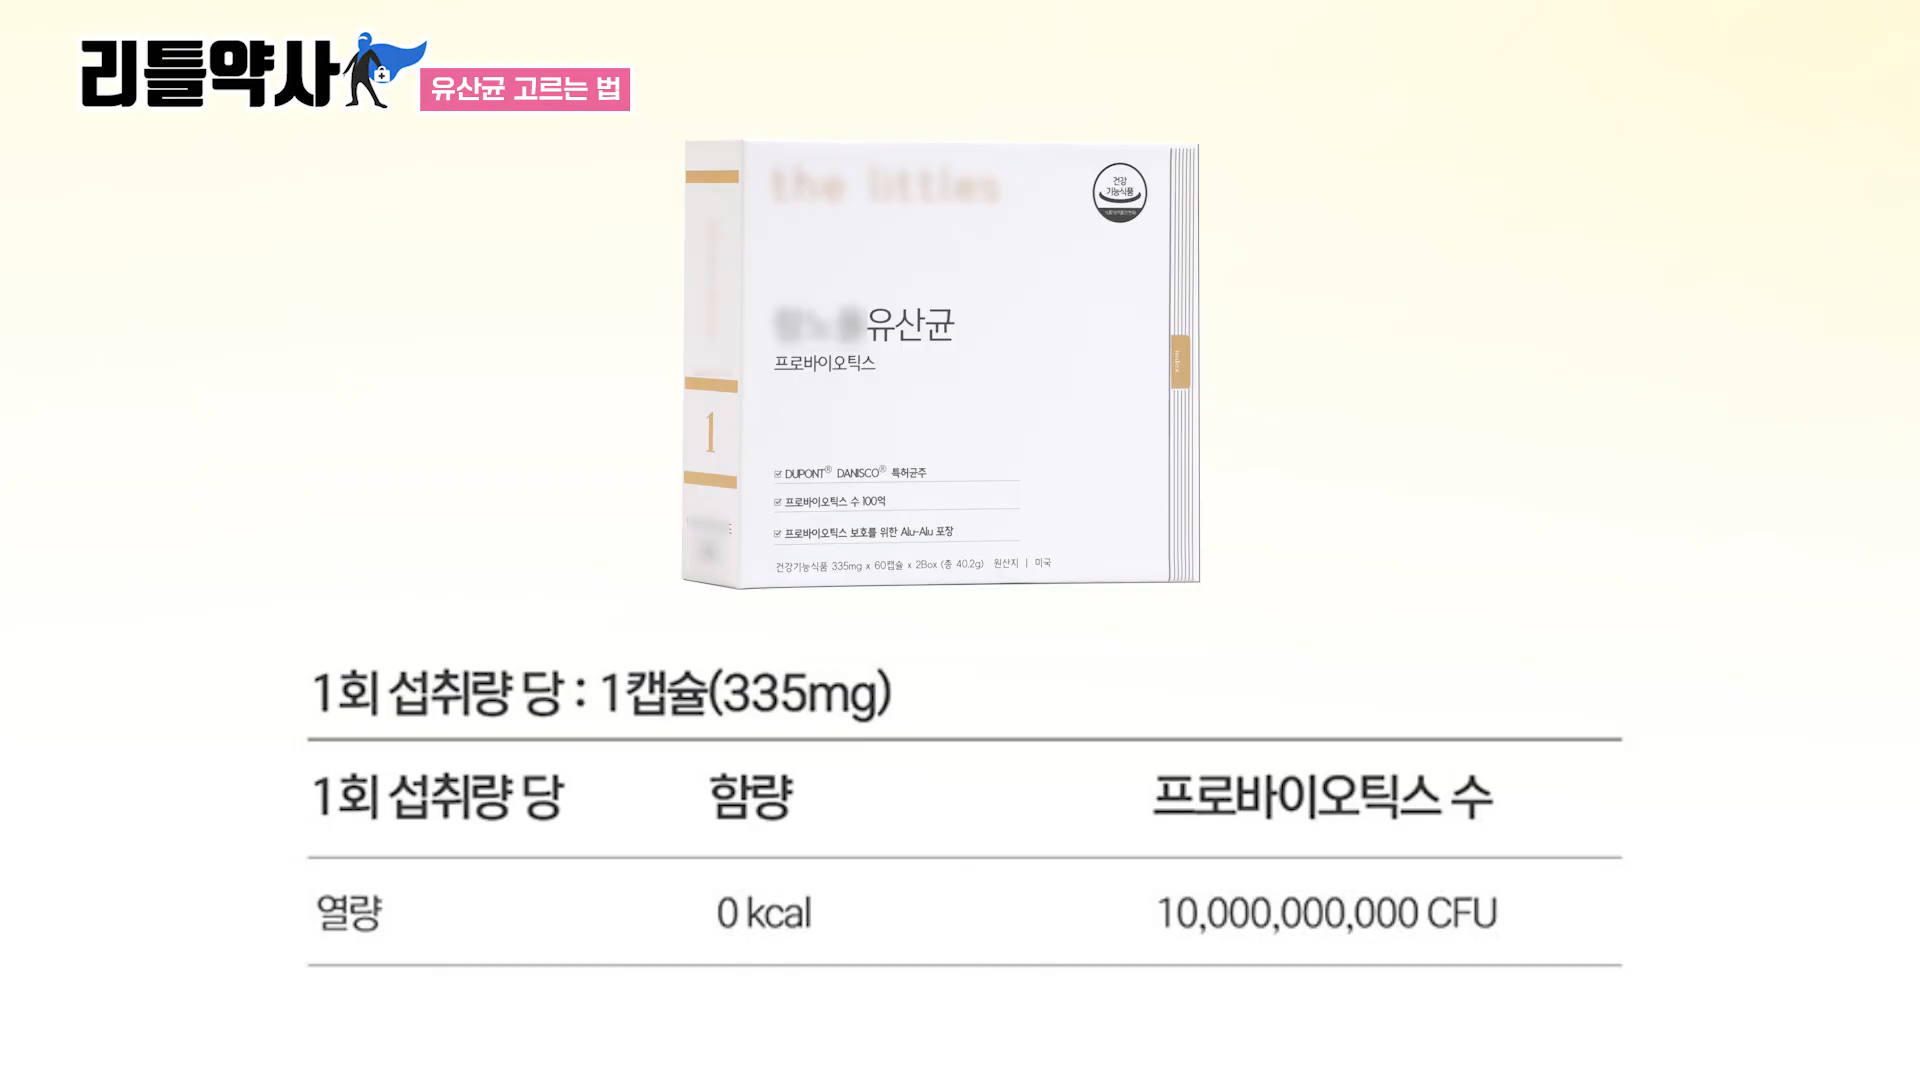 리틀약사
유산균 고르는 법
the littles
건강
기능식품
유산균
프로바이오틱스
1
DUPONT® DANISCO® 특허균주
프로바이오틱스 수 100억
프로바이오틱스 보호를 위한 Alu-Alu 포장
건강기능식품 335mg x 60캡슐 x 2Box (총 40.2g) 원산지 | 미국
1회 섭취량 당 : 1캡슐(335mg)
1회 섭취량 당 함량 프로바이오틱스 수
열량 0 kcal 10,000,000,000 CFU